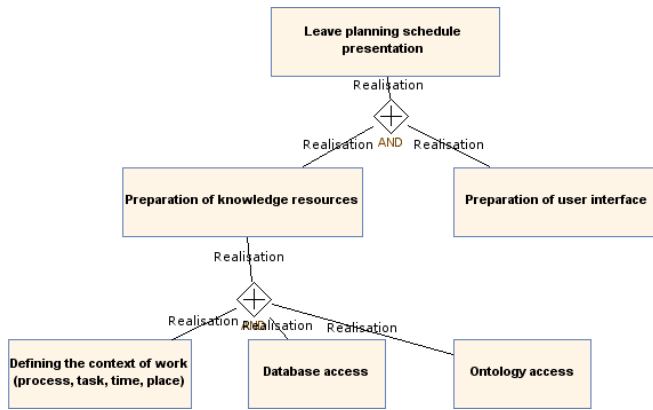 Leave planning schedule
presentation
Realisation
Realisation
AND
Realisation
Preparation of knowledge resources
Preparation of user interface
Realisation
Realisation
AND
Realisation
Realisation
Defining the context of work
(process, task, time, place)
Database access
Ontology access